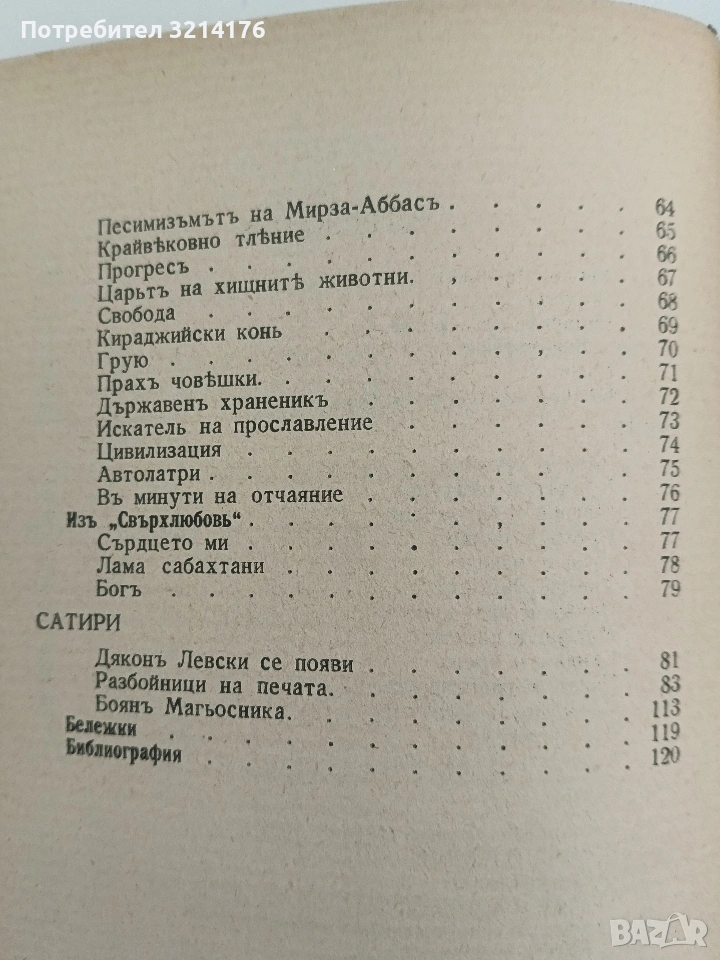 Потребител 3214176
Песимизъмътъ на Мирза-Аббасъ . . . . . 64
Крайвѣковно тлѣние . . . . . . . . 65
Прогресъ . . . . . . . . . . . 66
Царьтъ на хищнитѣ животни. . . . . . 67
Свобода . . . . . . . . . . . 68
Кираджийски конь . . . . . . . . 69
Грую . . . . . . . . . . . . 70
Прахъ човѣшки. . . . . . . . . . 71
Държавенъ храненикъ . . . . . . . 72
Искатель на прославление . . . . . . 73
Цивилизация . . . . . . . . . . 74
Автолатри . . . . . . . . . . . 75
Въ минути на отчаяние . . . . . . . 76
Изъ „Свърхлюбовь“ . . . . . . . . . 77
Сърдцето ми . . . . . . . . . . 77
Лама сабахтани . . . . . . . . . 78
Богъ . . . . . . . . . . . . 79
САТИРИ
Дяконъ Левски се появи . . . . . . . 81
Разбойници на печата. . . . . . . . 83
Боянъ Магьосника. . . . . . . . . 113
Бележки . . . . . . . . . . . . 119
Библиография . . . . . . . . . . . 120
BAZAR